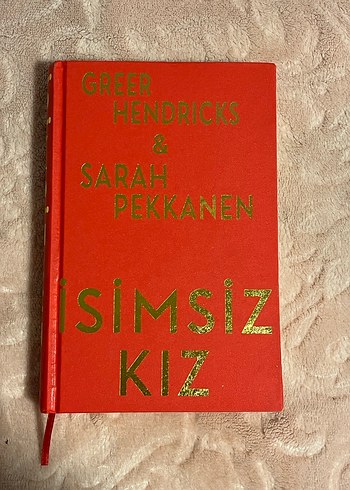 GREER
HENDRICKS
&
SARAH
PEKKANEN
İSİMSİZ
KIZ